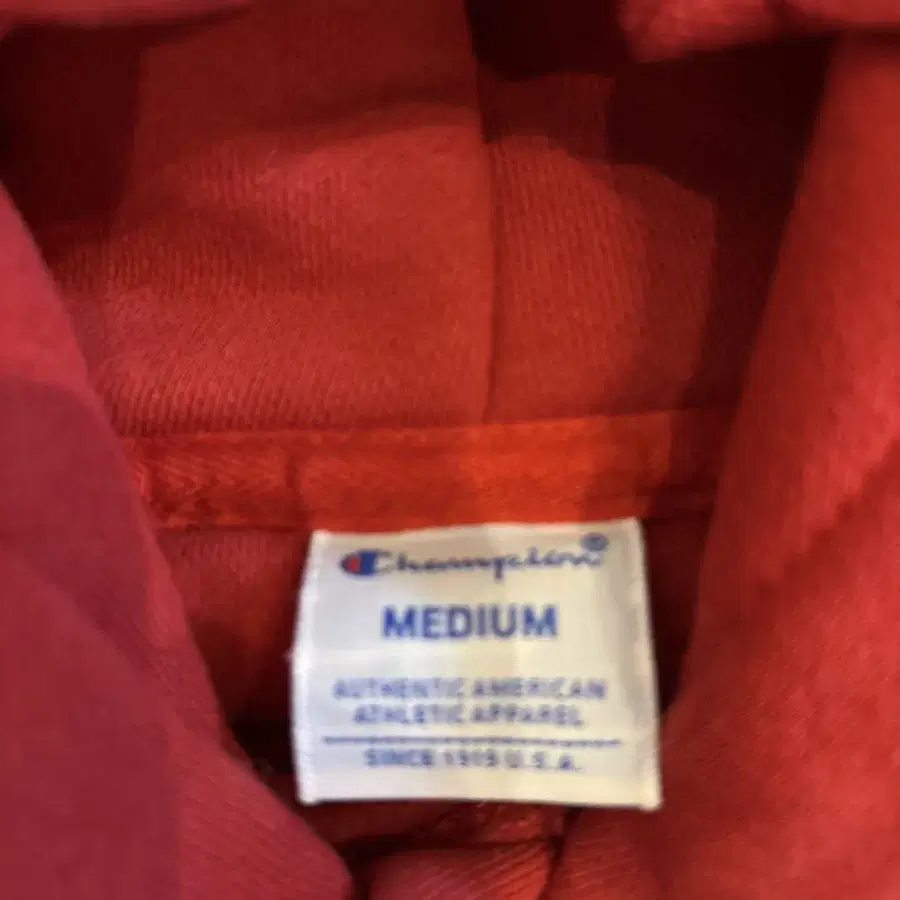 Champion®
MEDIUM
AUTHENTIC AMERICAN
ATHLETIC APPAREL
SINCE 1919 U.S.A.